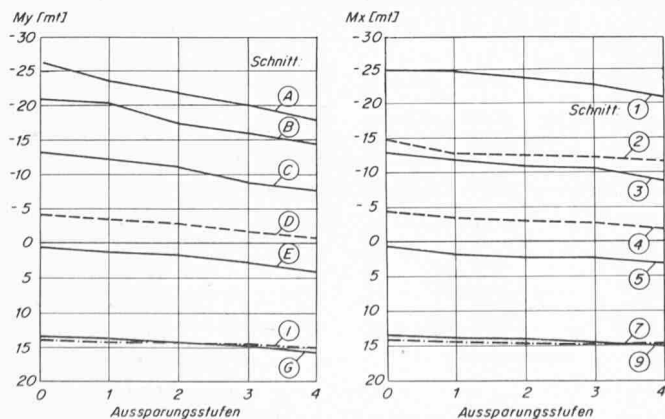 My [mt]
-30
-25
-20
-15
-10
-5
0
5
10
15
20
0 1 2 3 4
Aussparungsstufen
Schnitt:
A
B
C
D
E
I
G
Mx [mt]
-30
-25
-20
-15
-10
-5
0
5
10
15
20
0 1 2 3 4
Aussparungsstufen
Schnitt: 1
2
3
4
5
7
9